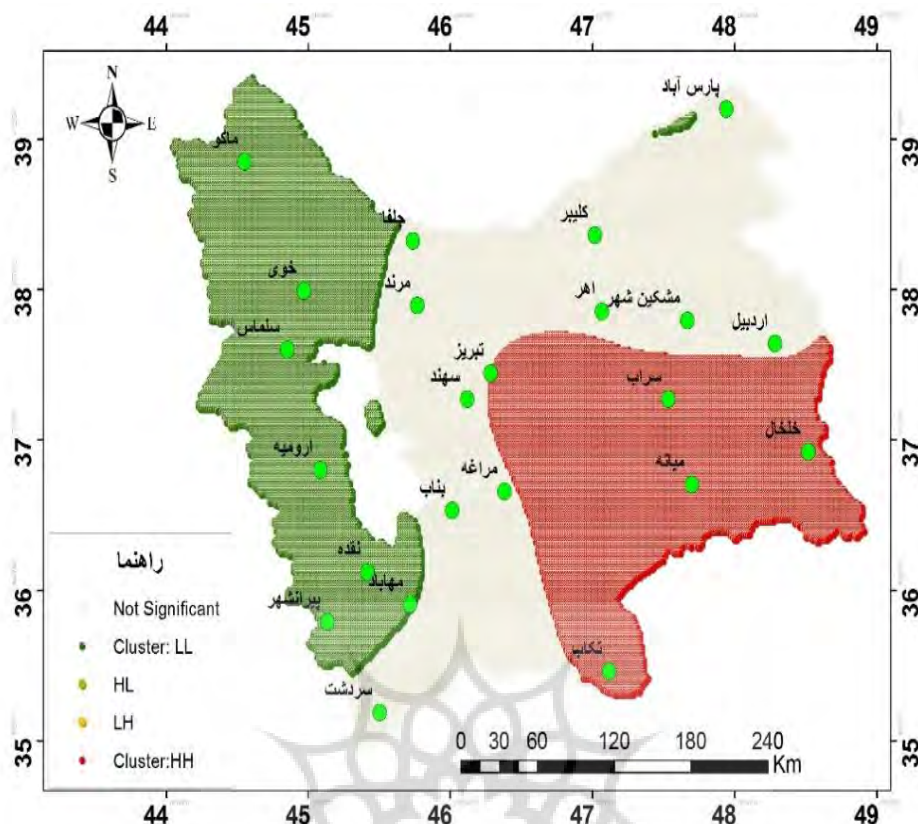 44 45 46 47 48 49
N
W E
S
پارس آباد
39 39
ماکو
کلیبر
جلفا
38 38
خوی
مرند
اهر
مشکین شهر
اردبیل
سلماس
تبریز
سهند
سراب
37 37
خلخال
ارومیه
مراغه
میانه
بناب
نقده
مهاباد
36 36
پیرانشهر
تکاب
سردشت
35 35
راهنما
Not Significant
Cluster: LL
HL
LH
Cluster:HH
0 30 60 120 180 240
Km
44 45 46 47 48 49